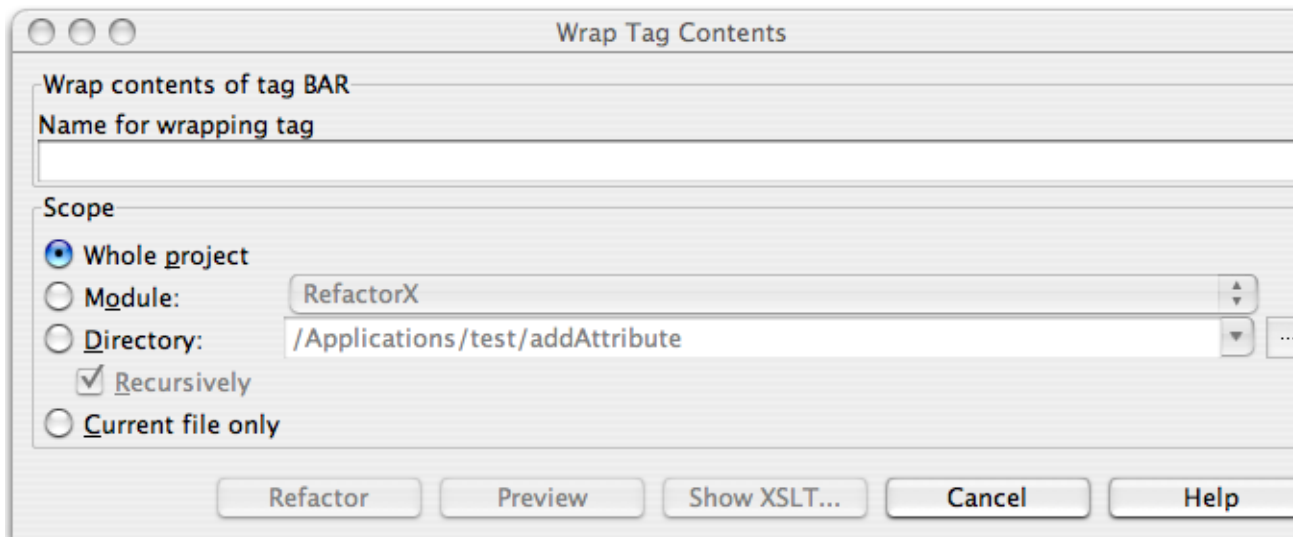 Wrap Tag Contents
Wrap contents of tag BAR
Name for wrapping tag
Scope
Whole project
Module: RefactorX
Directory: /Applications/test/addAttribute ...
Recursively
Current file only
Refactor Preview Show XSLT... Cancel Help